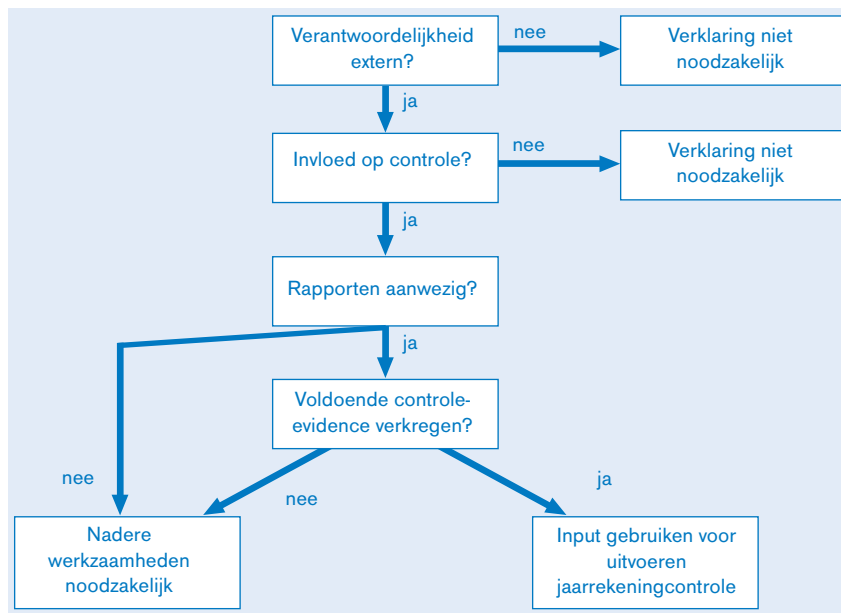 Verantwoordelijkheid
extern?
nee
Verklaring niet
noodzakelijk
ja
Invloed op controle?
nee
Verklaring niet
noodzakelijk
ja
Rapporten aanwezig?
ja
Voldoende controle-
evidence verkregen?
nee
nee
ja
Nadere
werkzaamheden
noodzakelijk
Input gebruiken voor
uitvoeren
jaarrekeningcontrole